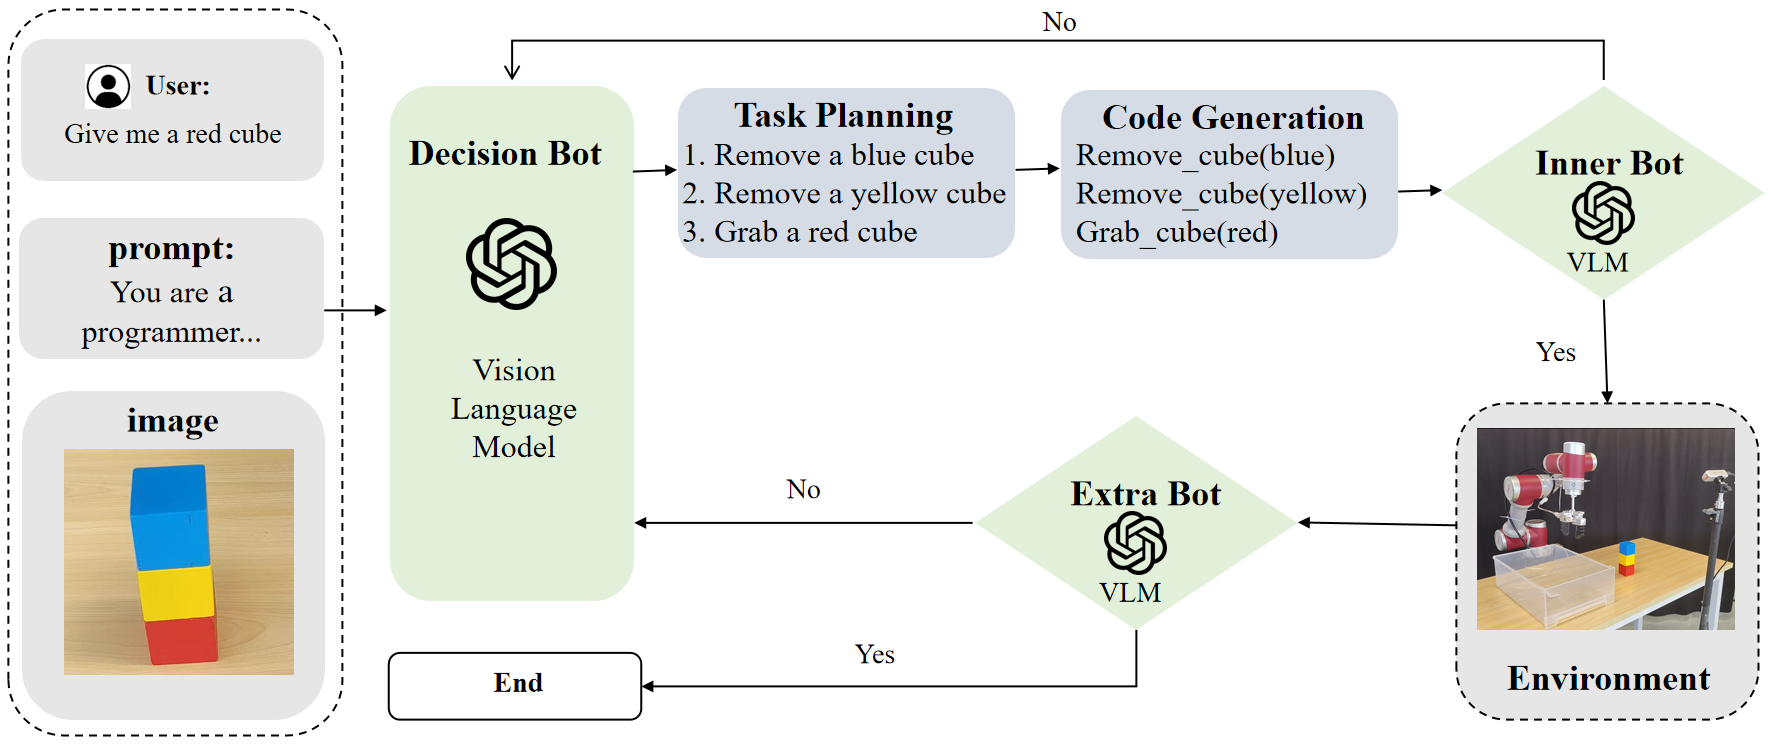 User:
Give me a red cube
prompt:
You are a
programmer...
image
Decision Bot
Vision
Language
Model
Task Planning
1. Remove a blue cube
2. Remove a yellow cube
3. Grab a red cube
Code Generation
Remove_cube(blue)
Remove_cube(yellow)
Grab_cube(red)
No
Inner Bot
VLM
Yes
Environment
Extra Bot
VLM
No
Yes
End